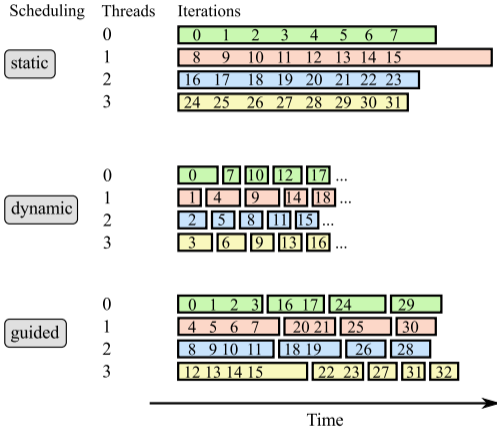 Scheduling Threads Iterations
0 0 1 2 3 4 5 6 7
static
1 8 9 10 11 12 13 14 15
2 16 17 18 19 20 21 22 23
3 24 25 26 27 28 29 30 31
0 0 7 10 12 17 ...
1 1 4 9 14 18 ...
dynamic
2 2 5 8 11 15 ...
3 3 6 9 13 16 ...
0 0 1 2 3 16 17 24 29
1 4 5 6 7 20 21 25 30
guided
2 8 9 10 11 18 19 26 28
3 12 13 14 15 22 23 27 31 32
Time